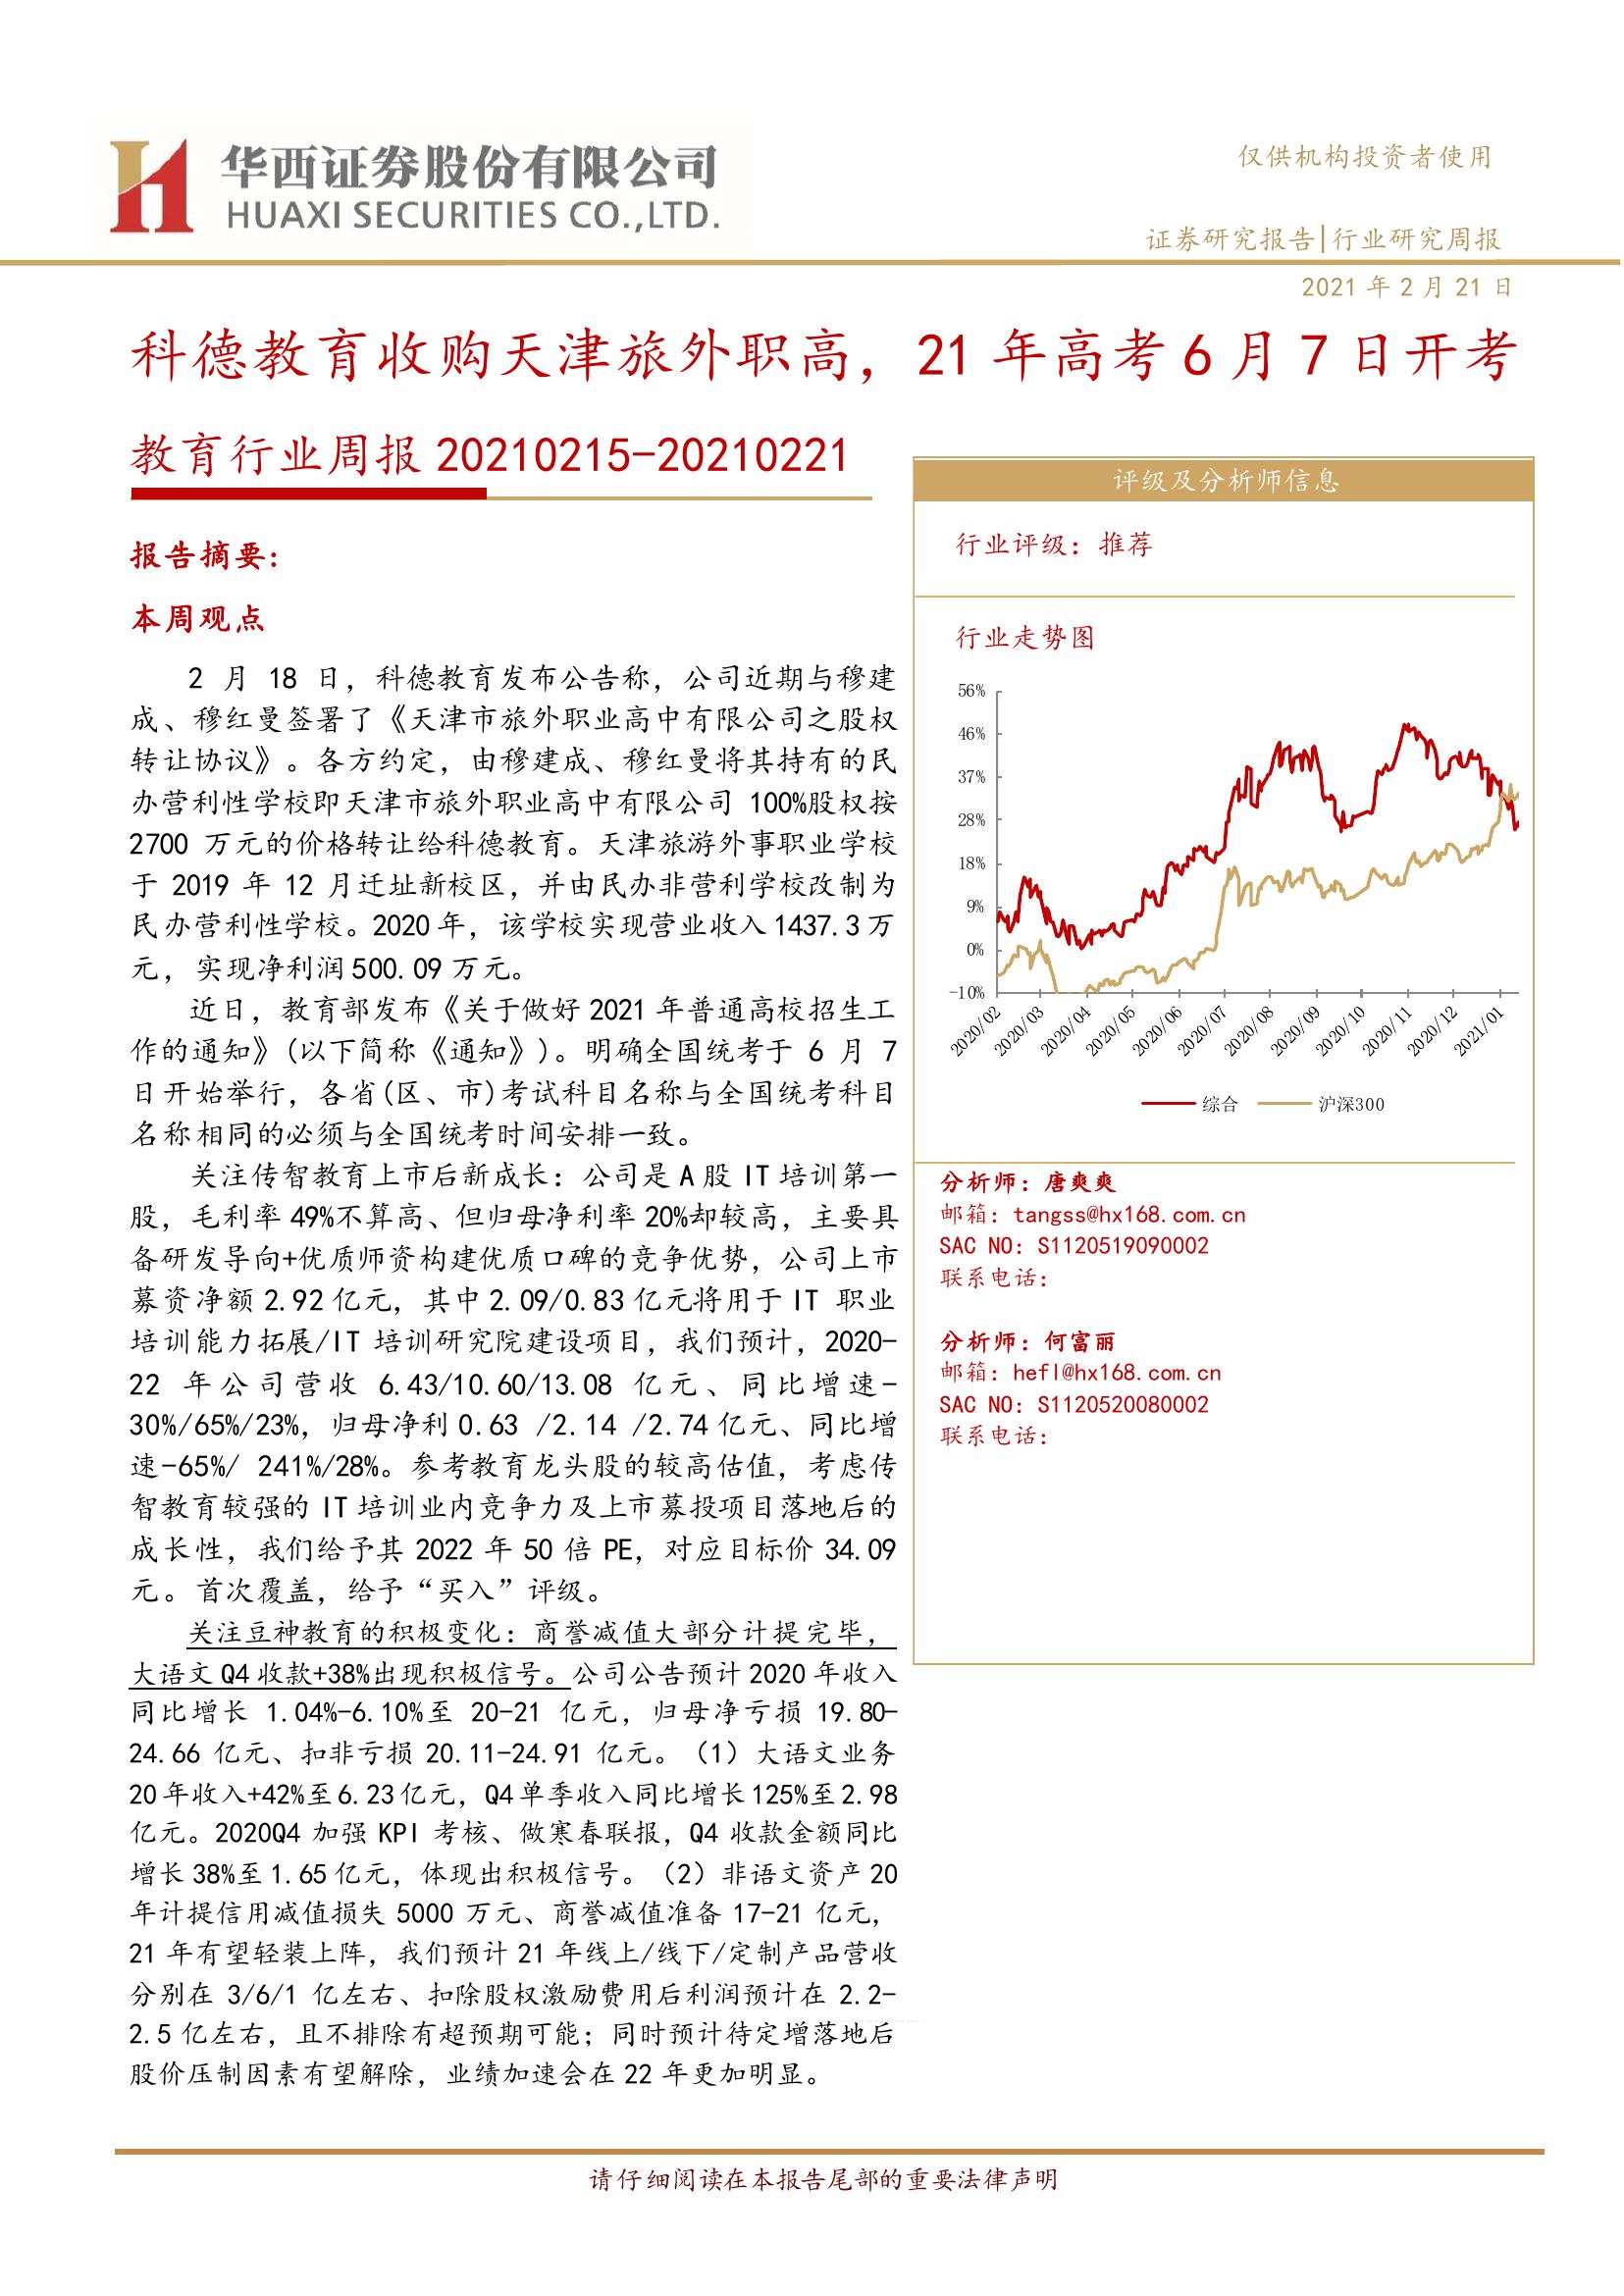 华西证券股份有限公司
HUAXI SECURITIES CO.,LTD.
仅供机构投资者使用
证券研究报告|行业研究周报
2021 年 2 月 21 日
科德教育收购天津旅外职高，21 年高考 6 月 7 日开考
教育行业周报 20210215-20210221
报告摘要:
本周观点
2 月 18 日，科德教育发布公告称，公司近期与穆建
成、穆红曼签署了《天津市旅外职业高中有限公司之股权
转让协议》。各方约定，由穆建成、穆红曼将其持有的民
办营利性学校即天津市旅外职业高中有限公司 100%股权按
2700 万元的价格转让给科德教育。天津旅游外事职业学校
于 2019 年 12 月迁址新校区，并由民办非营利学校改制为
民办营利性学校。2020 年，该学校实现营业收入 1437.3 万
元，实现净利润 500.09 万元。
近日，教育部发布《关于做好 2021 年普通高校招生工
作的通知》(以下简称《通知》)。明确全国统考于 6 月 7
日开始举行，各省(区、市)考试科目名称与全国统考科目
名称相同的必须与全国统考时间安排一致。
关注传智教育上市后新成长：公司是 A 股 IT 培训第一
股，毛利率 49%不算高、但归母净利率 20%却较高，主要具
备研发导向+优质师资构建优质口碑的竞争优势，公司上市
募资净额 2.92 亿元，其中 2.09/0.83 亿元将用于 IT 职业
培训能力拓展/IT 培训研究院建设项目，我们预计，2020-
22 年公司营收 6.43/10.60/13.08 亿元、同比增速-
30%/65%/23%，归母净利 0.63 /2.14 /2.74 亿元、同比增
速-65%/ 241%/28%。参考教育龙头股的较高估值，考虑传
智教育较强的 IT 培训业内竞争力及上市募投项目落地后的
成长性，我们给予其 2022 年 50 倍 PE，对应目标价 34.09
元。首次覆盖，给予“买入”评级。
关注豆神教育的积极变化：商誉减值大部分计提完毕，
大语文 Q4 收款+38%出现积极信号。公司公告预计 2020 年收入
同比增长 1.04%-6.10%至 20-21 亿元，归母净亏损 19.80-
24.66 亿元、扣非亏损 20.11-24.91 亿元。（1）大语文业务
20 年收入+42%至 6.23 亿元，Q4 单季收入同比增长 125%至 2.98
亿元。2020Q4 加强 KPI 考核、做寒春联报，Q4 收款金额同比
增长 38%至 1.65 亿元，体现出积极信号。（2）非语文资产 20
年计提信用减值损失 5000 万元、商誉减值准备 17-21 亿元，
21 年有望轻装上阵，我们预计 21 年线上/线下/定制产品营收
分别在 3/6/1 亿左右、扣除股权激励费用后利润预计在 2.2-
2.5 亿左右，且不排除有超预期可能；同时预计待定增落地后
股价压制因素有望解除，业绩加速会在 22 年更加明显。
评级及分析师信息
行业评级：推荐
行业走势图
56%
46%
37%
28%
18%
9%
0%
-10%
2020/02
2020/03
2020/04
2020/05
2020/06
2020/07
2020/08
2020/09
2020/10
2020/11
2020/12
2021/01
综合 沪深300
分析师：唐爽爽
邮箱：tangss@hx168.com.cn
SAC NO：S1120519090002
联系电话：
分析师：何富丽
邮箱：hefl@hx168.com.cn
SAC NO：S1120520080002
联系电话：
请仔细阅读在本报告尾部的重要法律声明